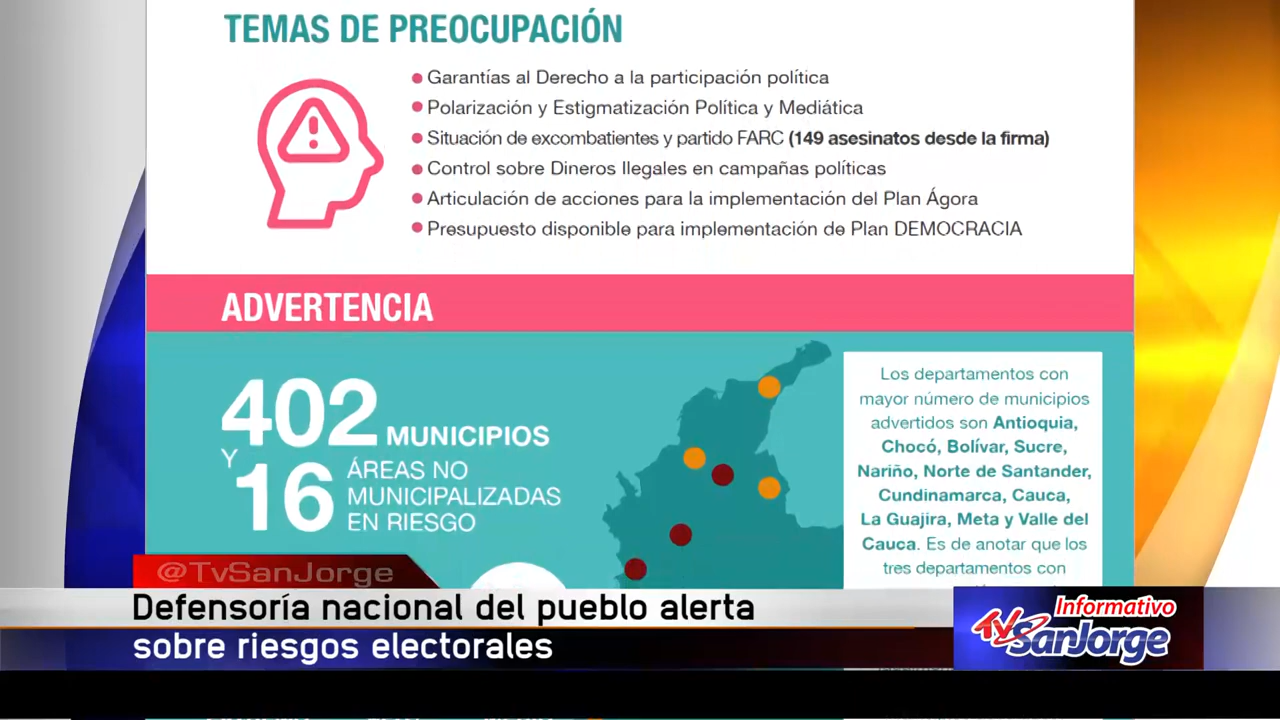 TEMAS DE PREOCUPACIÓN
Garantías al Derecho a la participación política
Polarización y Estigmatización Política y Mediática
Situación de excombatientes y partido FARC (149 asesinatos desde la firma)
Control sobre Dineros Ilegales en campañas políticas
Articulación de acciones para la implementación del Plan Ágora
Presupuesto disponible para implementación de Plan DEMOCRACIA
ADVERTENCIA
402 MUNICIPIOS
Y
16 ÁREAS NO
MUNICIPALIZADAS
EN RIESGO
Los departamentos con
mayor número de municipios
advertidos son Antioquia,
Chocó, Bolívar, Sucre,
Nariño, Norte de Santander,
Cundinamarca, Cauca,
La Guajira, Meta y Valle del
Cauca. Es de anotar que los
tres departamentos con
@TvSanJorge
Defensoría nacional del pueblo alerta
sobre riesgos electorales
Informativo
TV SanJorge